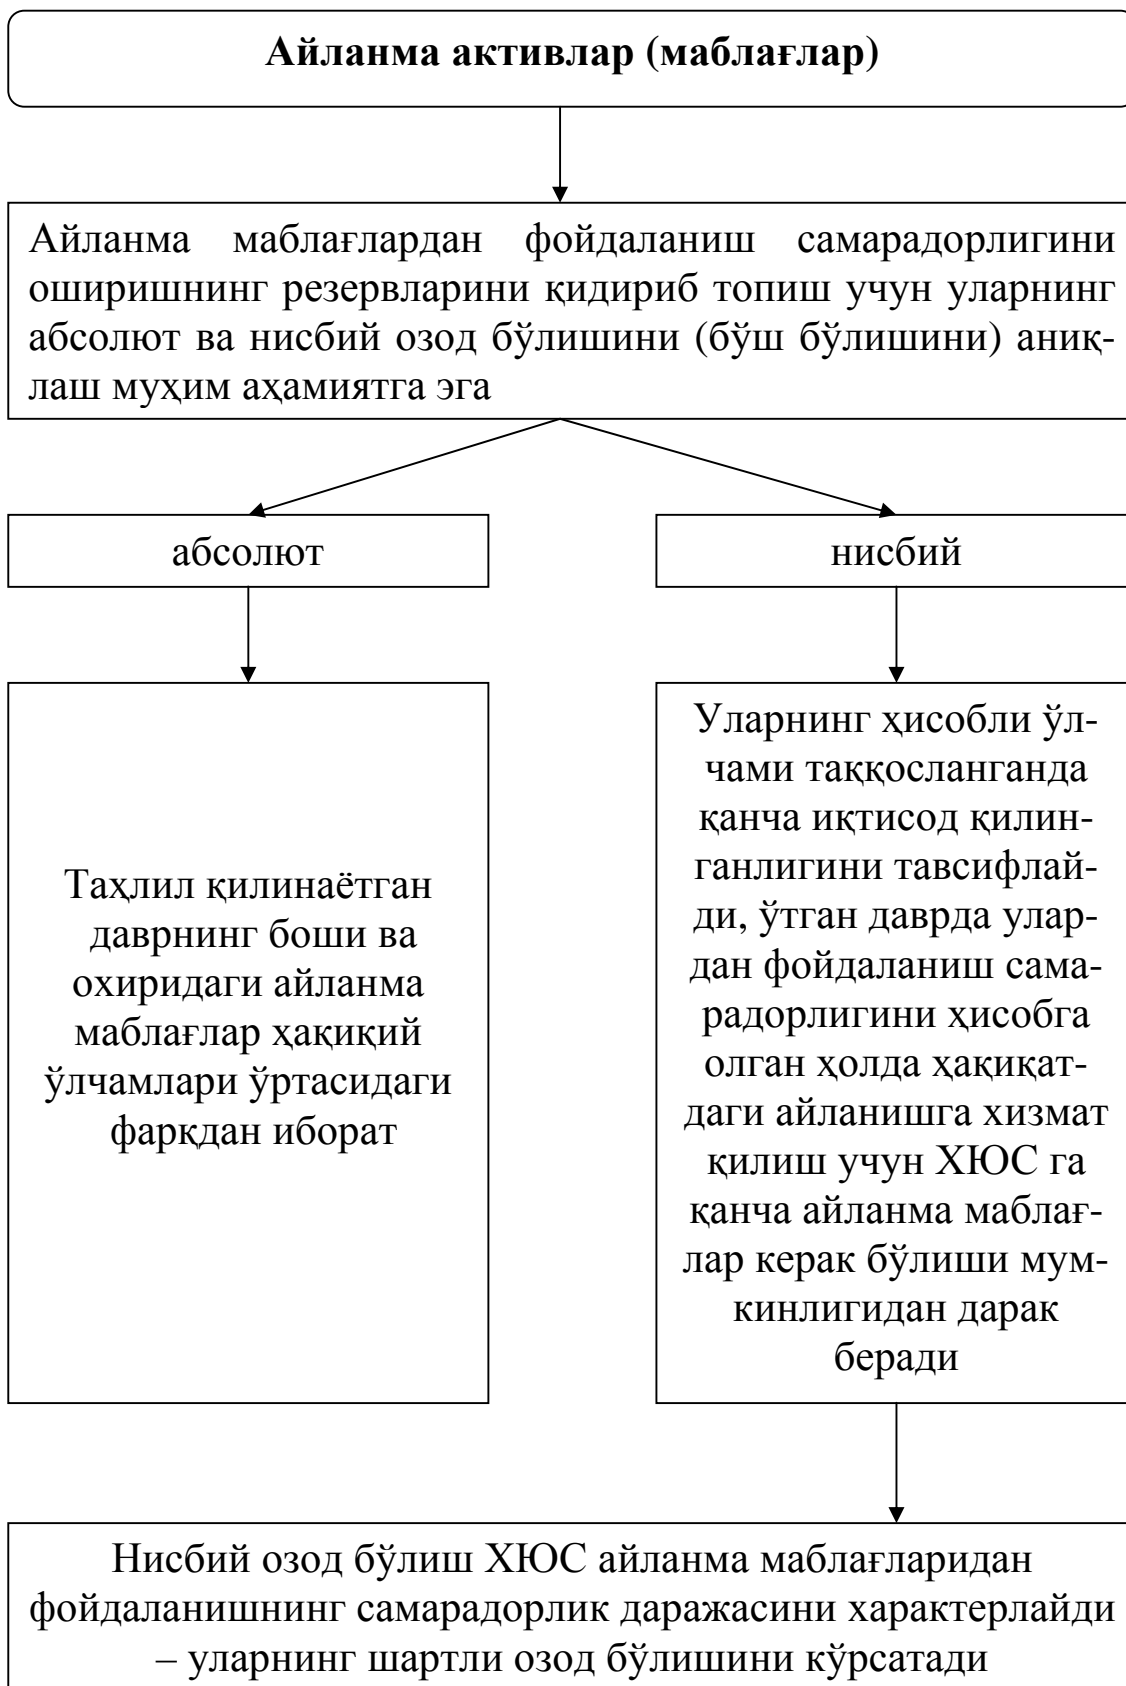 Айланма активлар (маблағлар)
Айланма маблағлардан фойдаланиш самарадорлигини
оширишнинг резервларини қидириб топиш учун уларнинг
абсолют ва нисбий озод бўлишини (бўш бўлишини) аниқ-
лаш муҳим аҳамиятга эга
абсолют
нисбий
Таҳлил қилинаётган
даврнинг боши ва
охиридаги айланма
маблағлар ҳақиқий
ўлчамлари ўртасидаги
фарқдан иборат
Уларнинг ҳисобли ўл-
чами таққосланганда
қанча иқтисод қилин-
ганлигини тавсифлай-
ди, ўтган даврда улар-
дан фойдаланиш сама-
радорлигини ҳисобга
олган ҳолда ҳақиқат-
даги айланишга хизмат
қилиш учун ХЮС га
қанча айланма маблағ-
лар керак бўлиши мум-
кинлигидан дарак
беради
Нисбий озод бўлиш ХЮС айланма маблағларидан
фойдаланишнинг самарадорлик даражасини характерлайди
– уларнинг шартли озод бўлишини кўрсатади